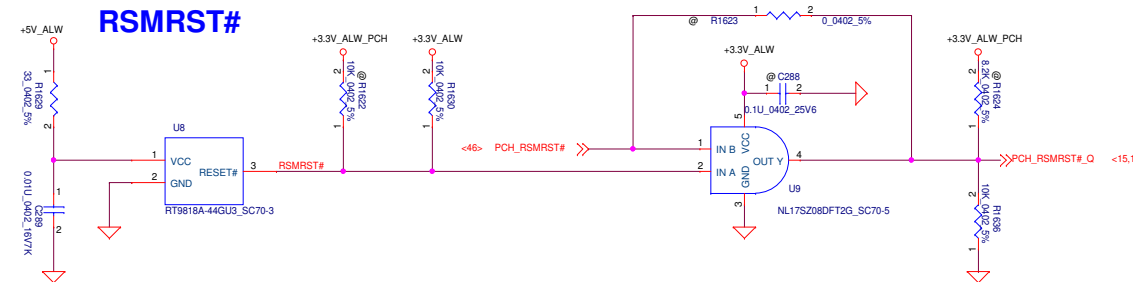 RSMRST#
+5V_ALW
1
R1629
33_0402_5%
2
0.01U_0402_16V7K
C289
1
2
U8
1
VCC
2
GND
RESET#
3
RT9818A-44GU3_SC70-3
RSMRST#
+3.3V_ALW_PCH
2
10K_0402_5%
@ R1622
1
+3.3V_ALW
2
10K_0402_5%
R1630
1
<46> PCH_RSMRST#
@ R1623
1
2
0_0402_5%
+3.3V_ALW
@ C288
1
2
0.1U_0402_25V6
5
1
IN B
VCC
2
IN A
OUT Y
4
GND
3
U9
NL17SZ08DFT2G_SC70-5
+3.3V_ALW_PCH
2
8.2K_0402_5%
@ R1624
1
PCH_RSMRST#_Q <15,1
2
10K_0402_5%
R1636
1